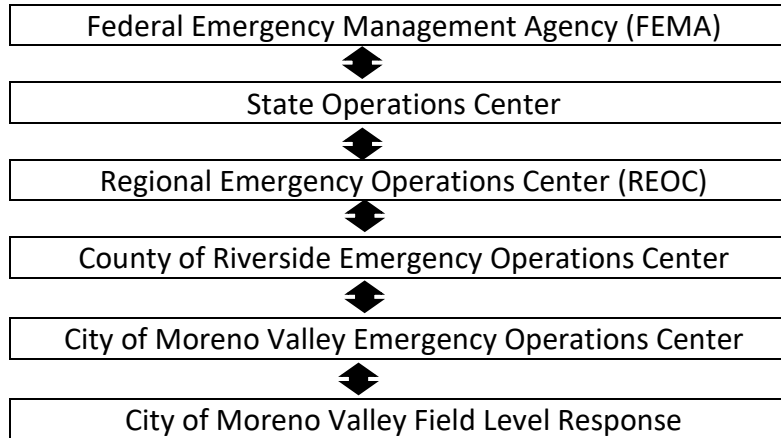 Federal Emergency Management Agency (FEMA)
State Operations Center
Regional Emergency Operations Center (REOC)
County of Riverside Emergency Operations Center
City of Moreno Valley Emergency Operations Center
City of Moreno Valley Field Level Response